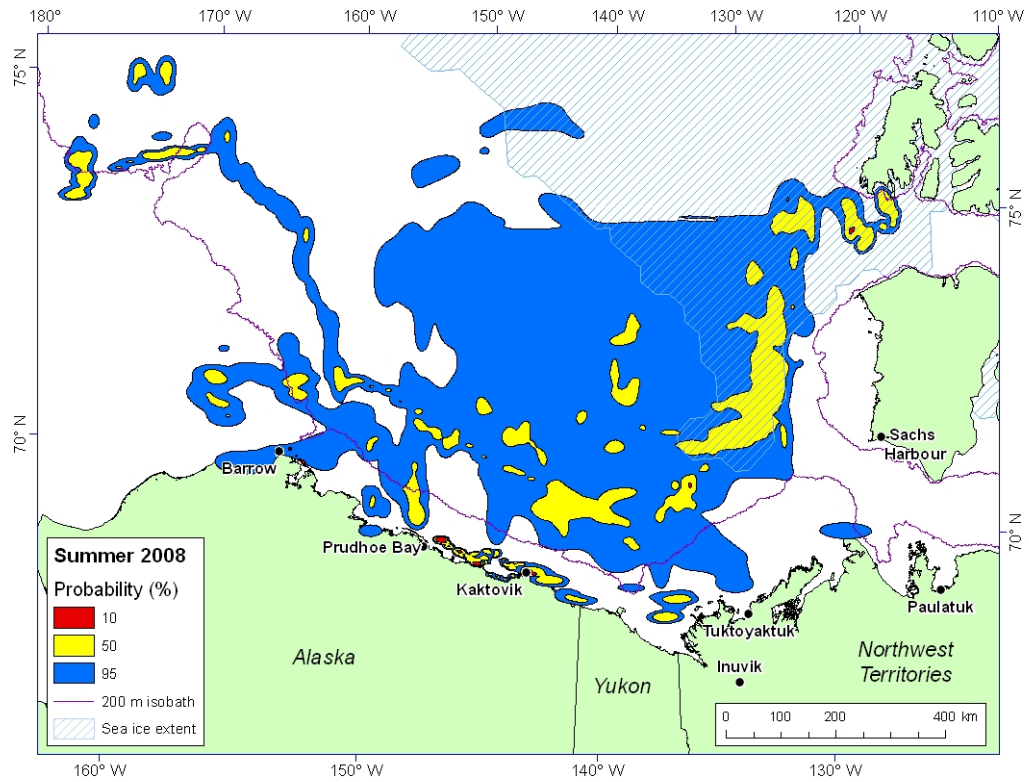 180° 170° W 160° W 150° W 140° W 130° W 120° W 110° W
75° N
75° N
70° N
70° N
Sachs
Harbour
Barrow
Prudhoe Bay
Kaktovik
Paulatuk
Tuktoyaktuk
Inuvik
Alaska
Yukon
Northwest
Territories
Summer 2008
Probability (%)
10
50
95
200 m isobath
Sea ice extent
0 100 200 400 km
160° W 150° W 140° W 130° W